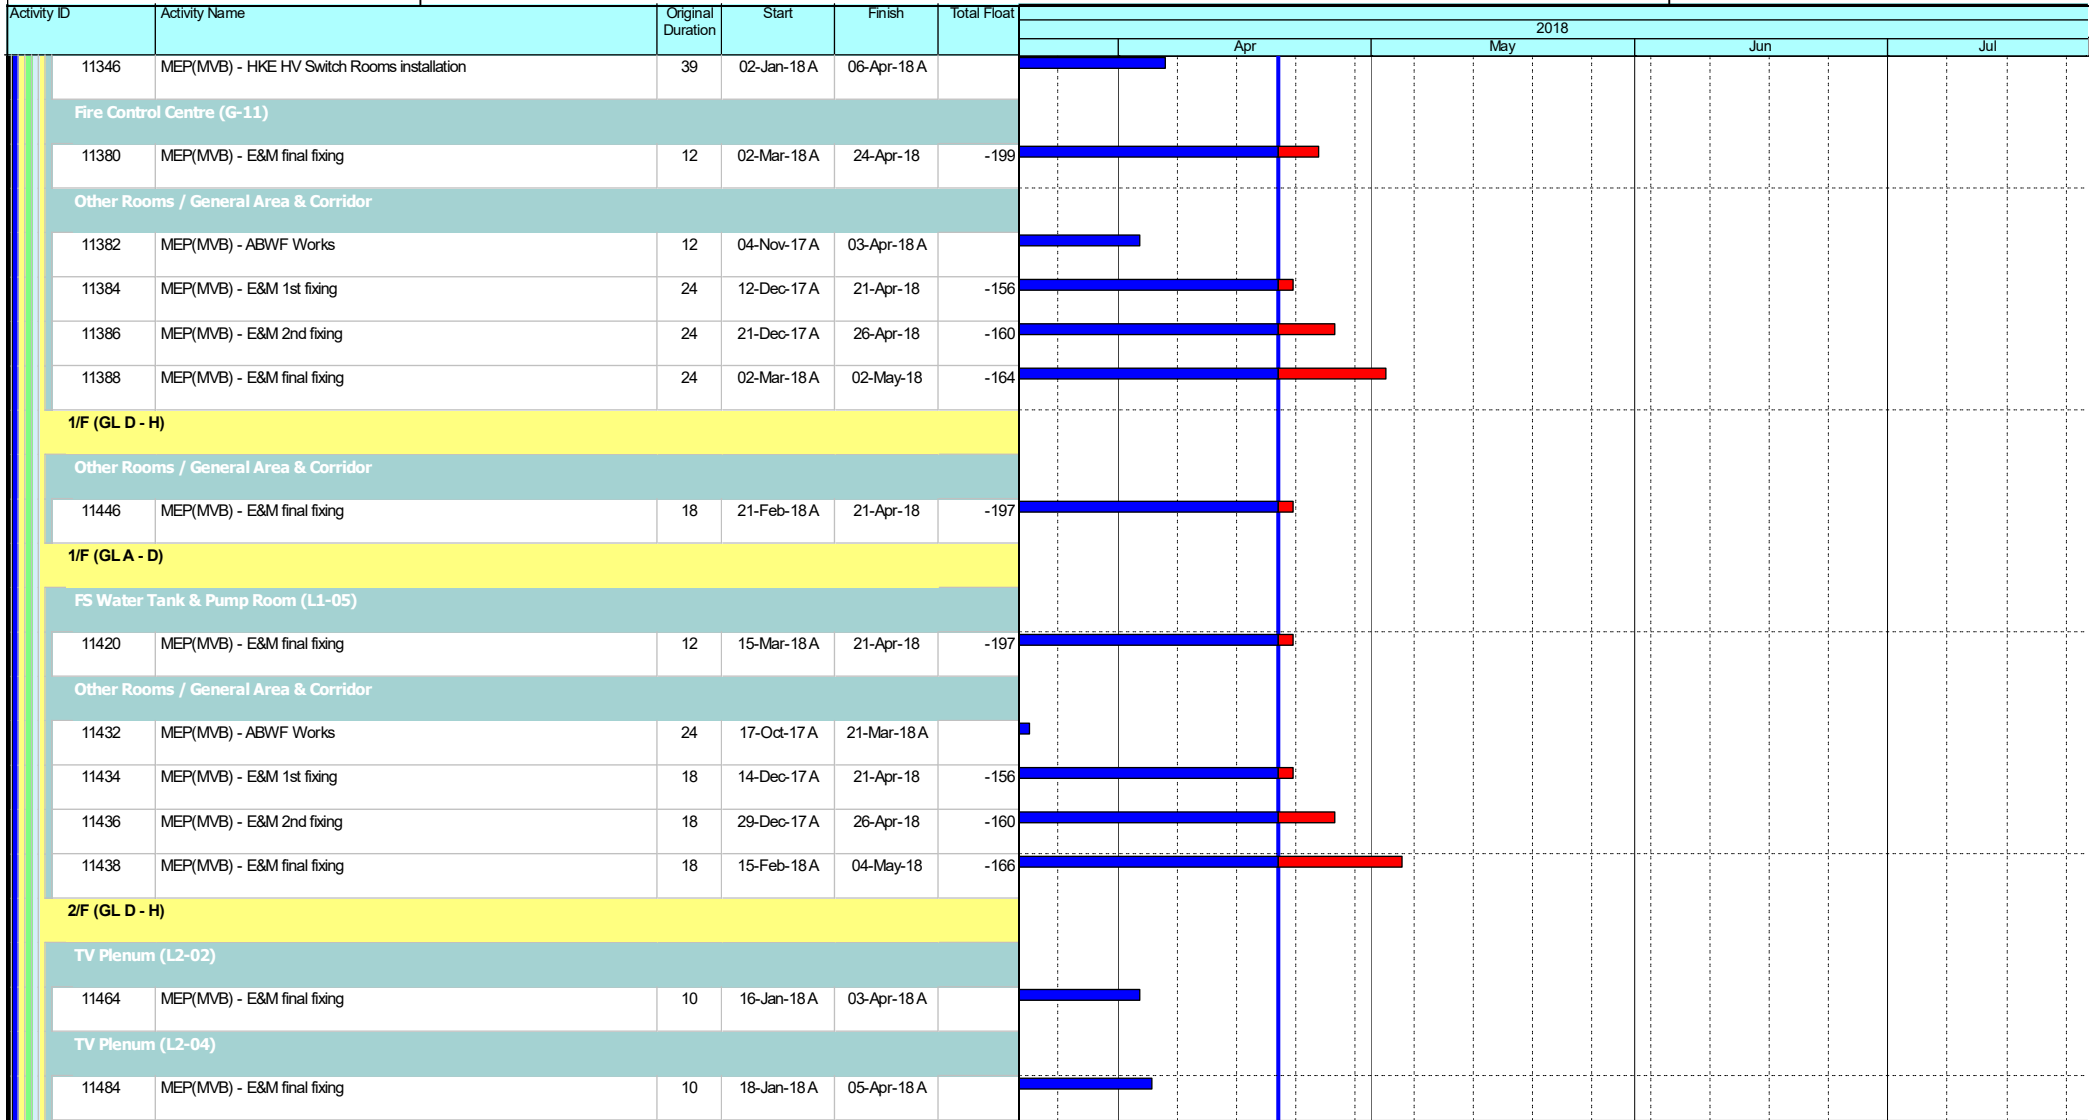 Activity ID Activity Name Original Duration Start Finish Total Float
2018
Apr May Jun Jul
11346 MEP(MVB) - HKE HV Switch Rooms installation 39 02-Jan-18 A 06-Apr-18 A
Fire Control Centre (G-11)
11380 MEP(MVB) - E&M final fixing 12 02-Mar-18 A 24-Apr-18 -199
Other Rooms / General Area & Corridor
11382 MEP(MVB) - ABWF Works 12 04-Nov-17 A 03-Apr-18 A
11384 MEP(MVB) - E&M 1st fixing 24 12-Dec-17 A 21-Apr-18 -156
11386 MEP(MVB) - E&M 2nd fixing 24 21-Dec-17 A 26-Apr-18 -160
11388 MEP(MVB) - E&M final fixing 24 02-Mar-18 A 02-May-18 -164
1/F (GL D - H)
Other Rooms / General Area & Corridor
11446 MEP(MVB) - E&M final fixing 18 21-Feb-18 A 21-Apr-18 -197
1/F (GL A - D)
FS Water Tank & Pump Room (L1-05)
11420 MEP(MVB) - E&M final fixing 12 15-Mar-18 A 21-Apr-18 -197
Other Rooms / General Area & Corridor
11432 MEP(MVB) - ABWF Works 24 17-Oct-17 A 21-Mar-18 A
11434 MEP(MVB) - E&M 1st fixing 18 14-Dec-17 A 21-Apr-18 -156
11436 MEP(MVB) - E&M 2nd fixing 18 29-Dec-17 A 26-Apr-18 -160
11438 MEP(MVB) - E&M final fixing 18 15-Feb-18 A 04-May-18 -166
2/F (GL D - H)
TV Plenum (L2-02)
11464 MEP(MVB) - E&M final fixing 10 16-Jan-18 A 03-Apr-18 A
TV Plenum (L2-04)
11484 MEP(MVB) - E&M final fixing 10 18-Jan-18 A 05-Apr-18 A